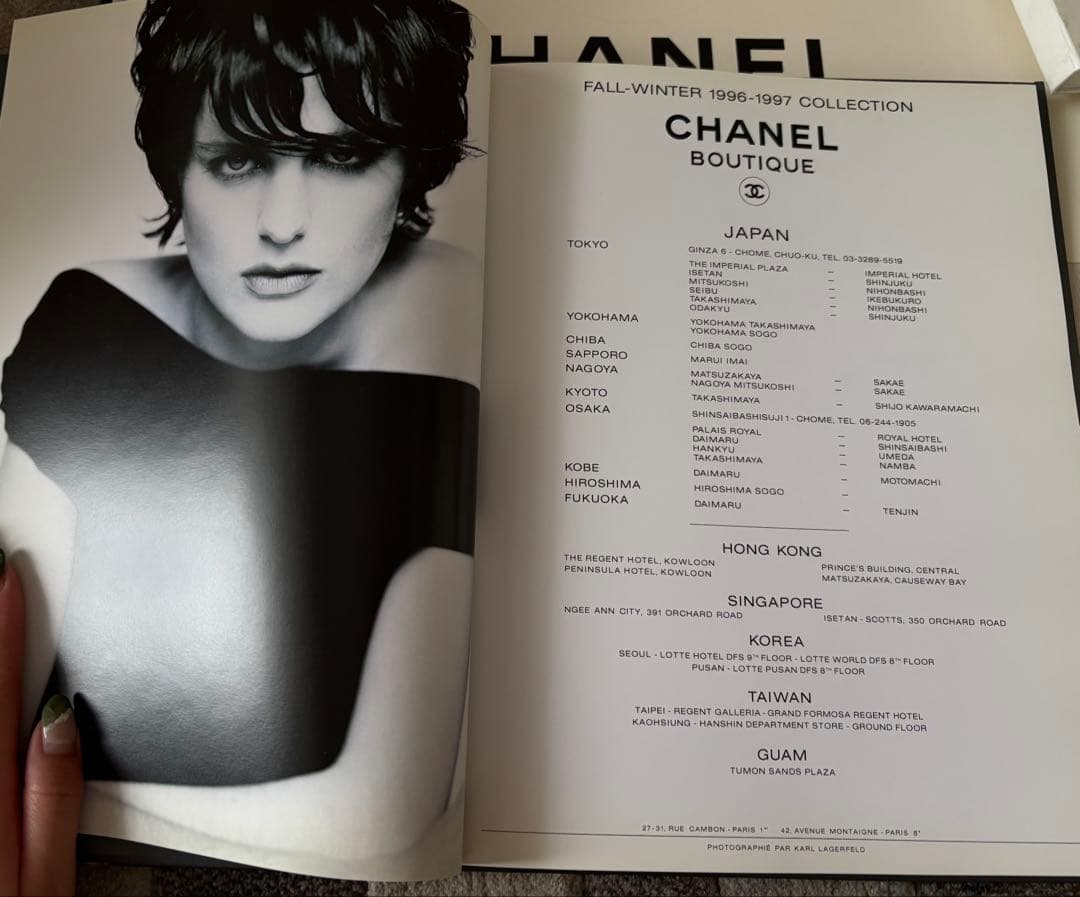 CHANEL
FALL-WINTER 1996-1997 COLLECTION
CHANEL
BOUTIQUE
JAPAN
TOKYO GINZA 6 - CHOME, CHUO-KU, TEL. 03-3289-5519
THE IMPERIAL PLAZA – IMPERIAL HOTEL
ISETAN – SHINJUKU
MITSUKOSHI – NIHONBASHI
SEIBU – IKEBUKURO
TAKASHIMAYA – NIHONBASHI
ODAKYU – SHINJUKU
YOKOHAMA YOKOHAMA TAKASHIMAYA
YOKOHAMA SOGO
CHIBA CHIBA SOGO
SAPPORO MARUI IMAI
NAGOYA MATSUZAKAYA – SAKAE
NAGOYA MITSUKOSHI – SAKAE
KYOTO TAKASHIMAYA – SHIJO KAWARAMACHI
OSAKA SHINSAIBASHISUJI 1 - CHOME, TEL. 06-244-1905
PALAIS ROYAL – ROYAL HOTEL
DAIMARU – SHINSAIBASHI
HANKYU – UMEDA
TAKASHIMAYA – NAMBA
KOBE DAIMARU – MOTOMACHI
HIROSHIMA HIROSHIMA SOGO –
FUKUOKA DAIMARU – TENJIN
HONG KONG
THE REGENT HOTEL, KOWLOON PRINCE'S BUILDING, CENTRAL
PENINSULA HOTEL, KOWLOON MATSUZAKAYA, CAUSEWAY BAY
SINGAPORE
NGEE ANN CITY, 391 ORCHARD ROAD ISETAN - SCOTTS, 350 ORCHARD ROAD
KOREA
SEOUL - LOTTE HOTEL DFS 9TH FLOOR - LOTTE WORLD DFS 8TH FLOOR
PUSAN - LOTTE PUSAN DFS 8TH FLOOR
TAIWAN
TAIPEI - REGENT GALLERIA - GRAND FORMOSA REGENT HOTEL
KAOHSIUNG - HANSHIN DEPARTMENT STORE - GROUND FLOOR
GUAM
TUMON SANDS PLAZA
27-31, RUE CAMBON - PARIS 1er 42, AVENUE MONTAIGNE - PARIS 8e
PHOTOGRAPHIÉ PAR KARL LAGERFELD